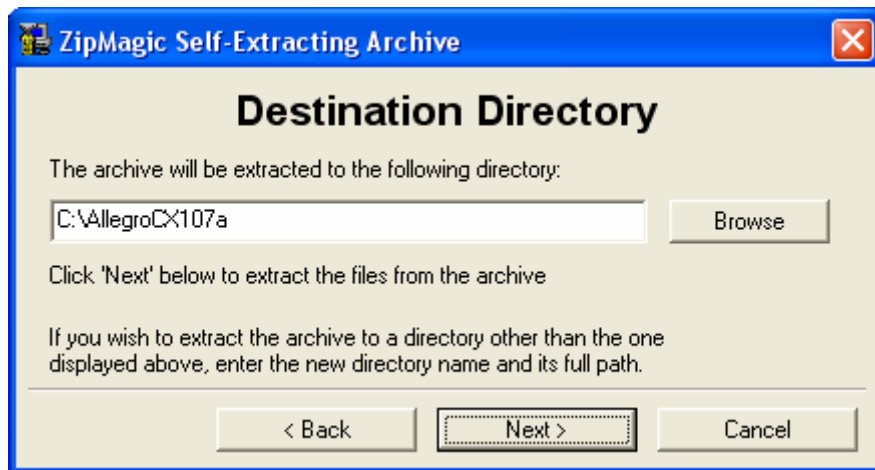 ZipMagic Self-Extracting Archive
Destination Directory
The archive will be extracted to the following directory:
C:\AllegroCX107a
Browse
Click 'Next' below to extract the files from the archive
If you wish to extract the archive to a directory other than the one
displayed above, enter the new directory name and its full path.
< Back
Next >
Cancel